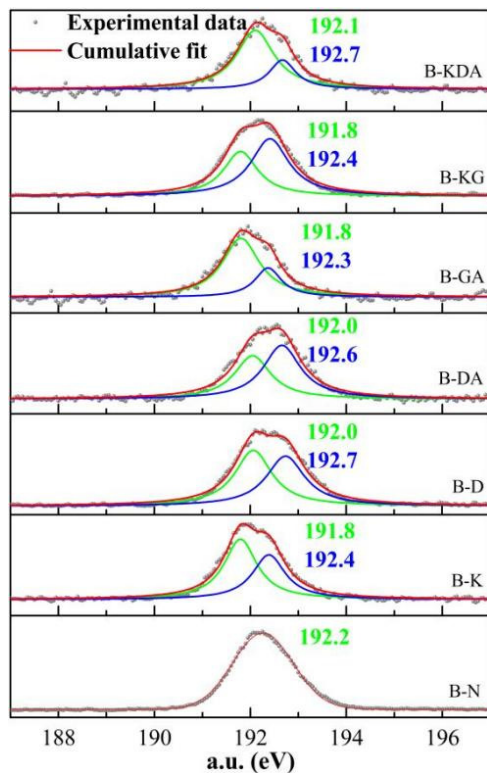 Experimental data
Cumulative fit
192.1
192.7
B-KDA
191.8
192.4
B-KG
191.8
192.3
B-GA
192.0
192.6
B-DA
192.0
192.7
B-D
191.8
192.4
B-K
192.2
B-N
188 190 192 194 196
a.u. (eV)